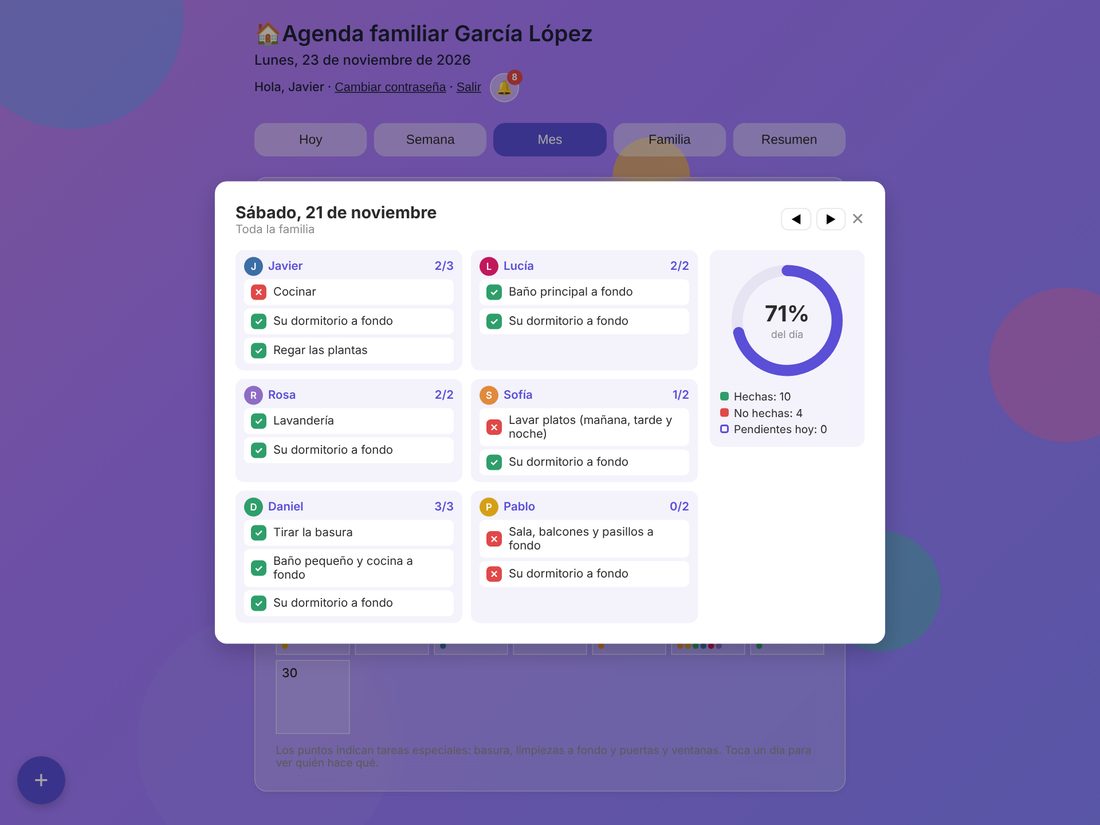 🏠Agenda familiar García López
Lunes, 23 de noviembre de 2026
Hola, Javier · Cambiar contraseña · Salir 🔔 8
Hoy Semana Mes Familia Resumen
Sábado, 21 de noviembre
Toda la familia
◀ ▶ ✕
J Javier 2/3
Cocinar
Su dormitorio a fondo
Regar las plantas
L Lucía 2/2
Baño principal a fondo
Su dormitorio a fondo
R Rosa 2/2
Lavandería
Su dormitorio a fondo
S Sofía 1/2
Lavar platos (mañana, tarde y
noche)
Su dormitorio a fondo
D Daniel 3/3
Tirar la basura
Baño pequeño y cocina a
fondo
Su dormitorio a fondo
P Pablo 0/2
Sala, balcones y pasillos a
fondo
Su dormitorio a fondo
71%
del día
Hechas: 10
No hechas: 4
Pendientes hoy: 0
30
Los puntos indican tareas especiales: basura, limpiezas a fondo y puertas y ventanas. Toca un día para
ver quién hace qué.
+